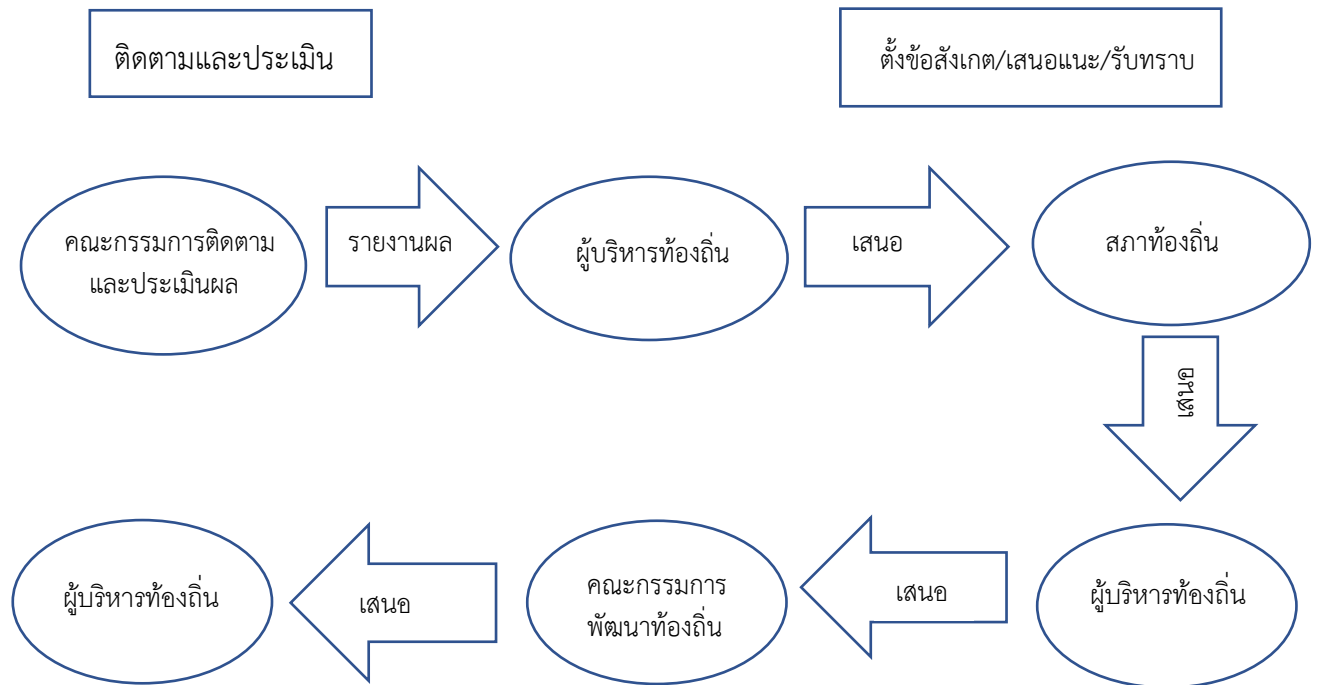 ติดตามและประเมิน
ตั้งข้อสังเกต/เสนอแนะ/รับทราบ
คณะกรรมการติดตาม
และประเมินผล
รายงานผล
ผู้บริหารท้องถิ่น
เสนอ
สภาท้องถิ่น
เสนอ
ผู้บริหารท้องถิ่น
เสนอ
คณะกรรมการ
พัฒนาท้องถิ่น
เสนอ
ผู้บริหารท้องถิ่น